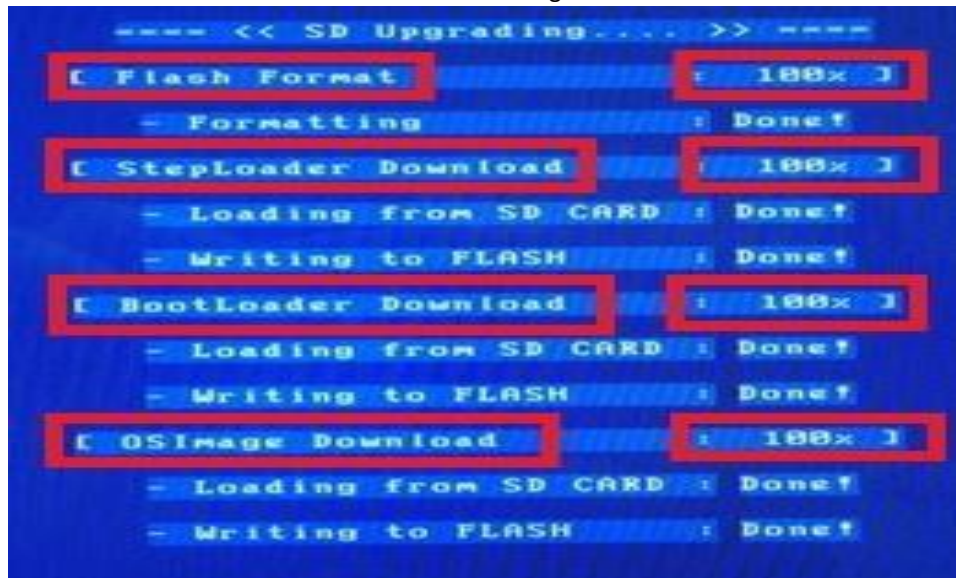 ---- << SD Upgrading.... >> ----
[ Flash Format : 100% ]
- Formatting : Done!
[ StepLoader Download : 100% ]
- Loading from SD CARD : Done!
- Writing to FLASH : Done!
[ BootLoader Download : 100% ]
- Loading from SD CARD : Done!
- Writing to FLASH : Done!
[ OSImage Download : 100% ]
- Loading from SD CARD : Done!
- Writing to FLASH : Done!